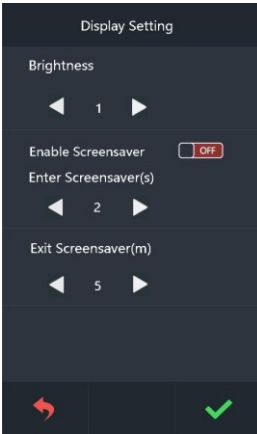 Display Setting
Brightness
1
Enable Screensaver OFF
Enter Screensaver(s)
2
Exit Screensaver(m)
5